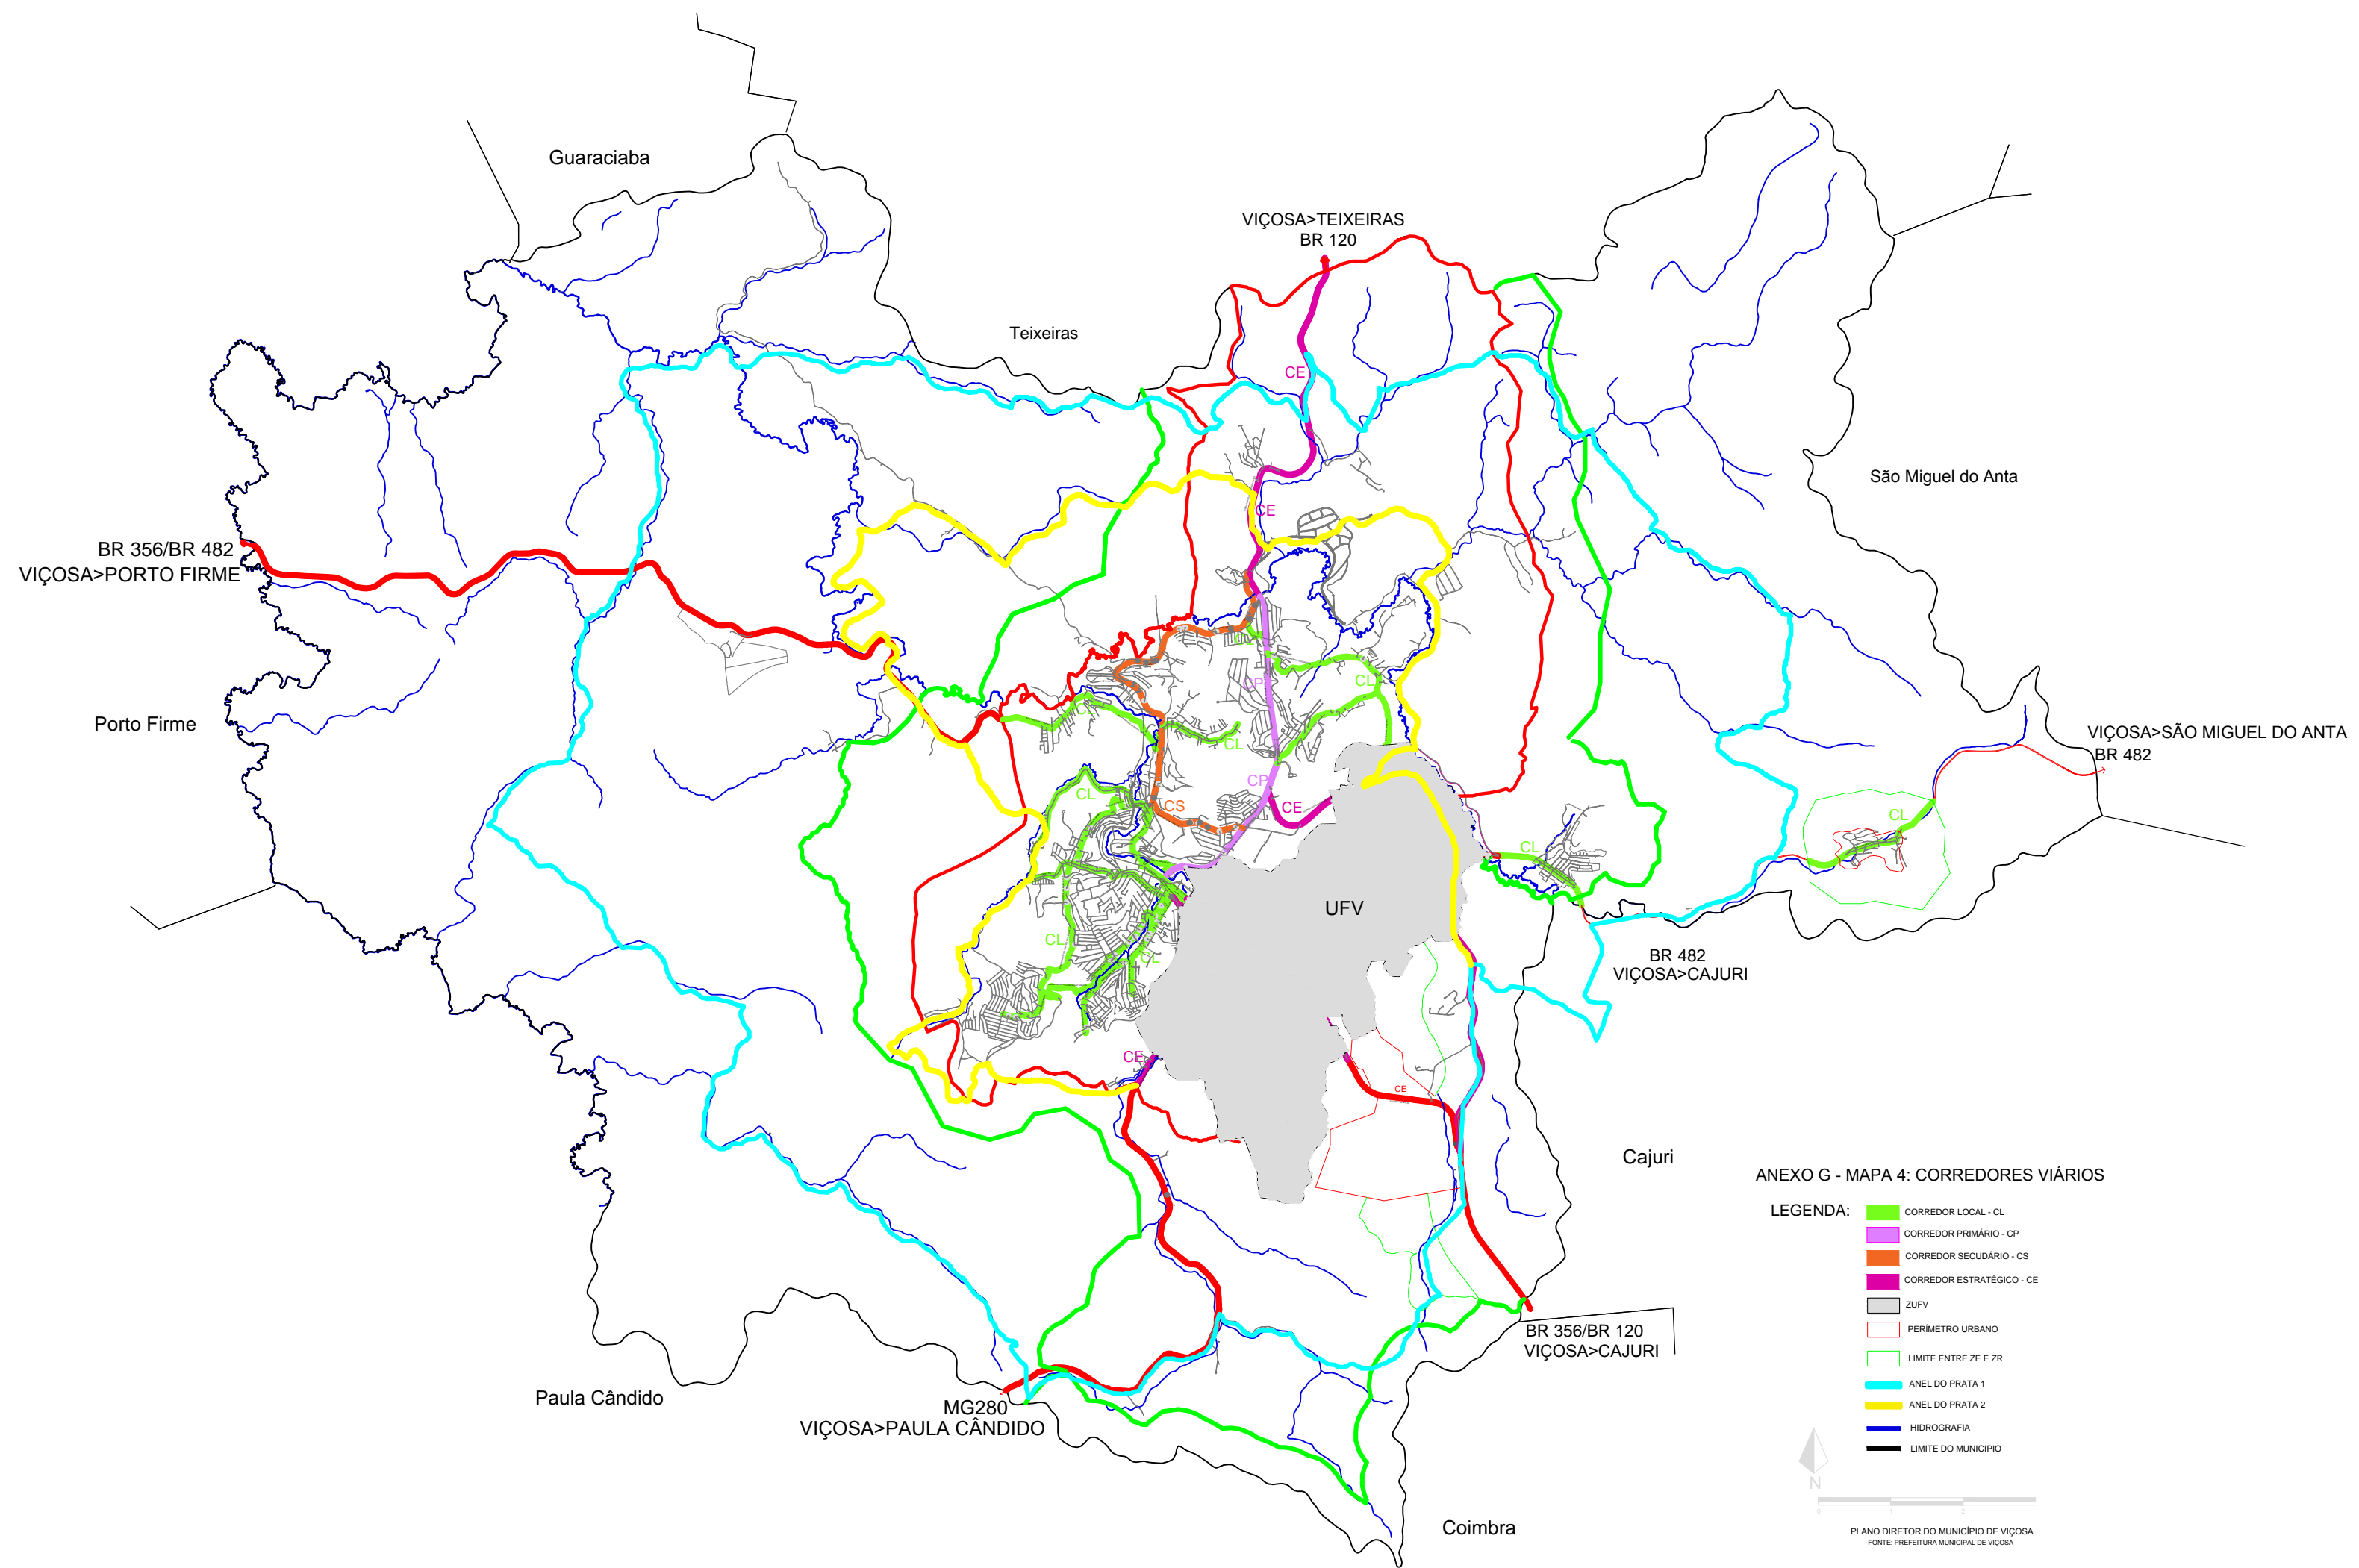 Guaraciaba
VIÇOSA>TEIXEIRAS
BR 120
Teixeiras
CE
São Miguel do Anta
CE
BR 356/BR 482
VIÇOSA>PORTO FIRME
CL
CL
CP
CL
Porto Firme
CL
VIÇOSA>SÃO MIGUEL DO ANTA
BR 482
CP
CL
CS
CE
CL
CL
UFV
CL
CL
BR 482
VIÇOSA>CAJURI
CE
CE
Cajuri
ANEXO G - MAPA 4: CORREDORES VIÁRIOS
LEGENDA:
CORREDOR LOCAL - CL
CORREDOR PRIMÁRIO - CP
CORREDOR SECUDÁRIO - CS
CORREDOR ESTRATÉGICO - CE
ZUFV
PERÍMETRO URBANO
LIMITE ENTRE ZE E ZR
ANEL DO PRATA 1
ANEL DO PRATA 2
HIDROGRAFIA
LIMITE DO MUNICIPIO
BR 356/BR 120
VIÇOSA>CAJURI
Paula Cândido
MG280
VIÇOSA>PAULA CÂNDIDO
N
0 1 2
Coimbra
PLANO DIRETOR DO MUNICÍPIO DE VIÇOSA
FONTE: PREFEITURA MUNICIPAL DE VIÇOSA